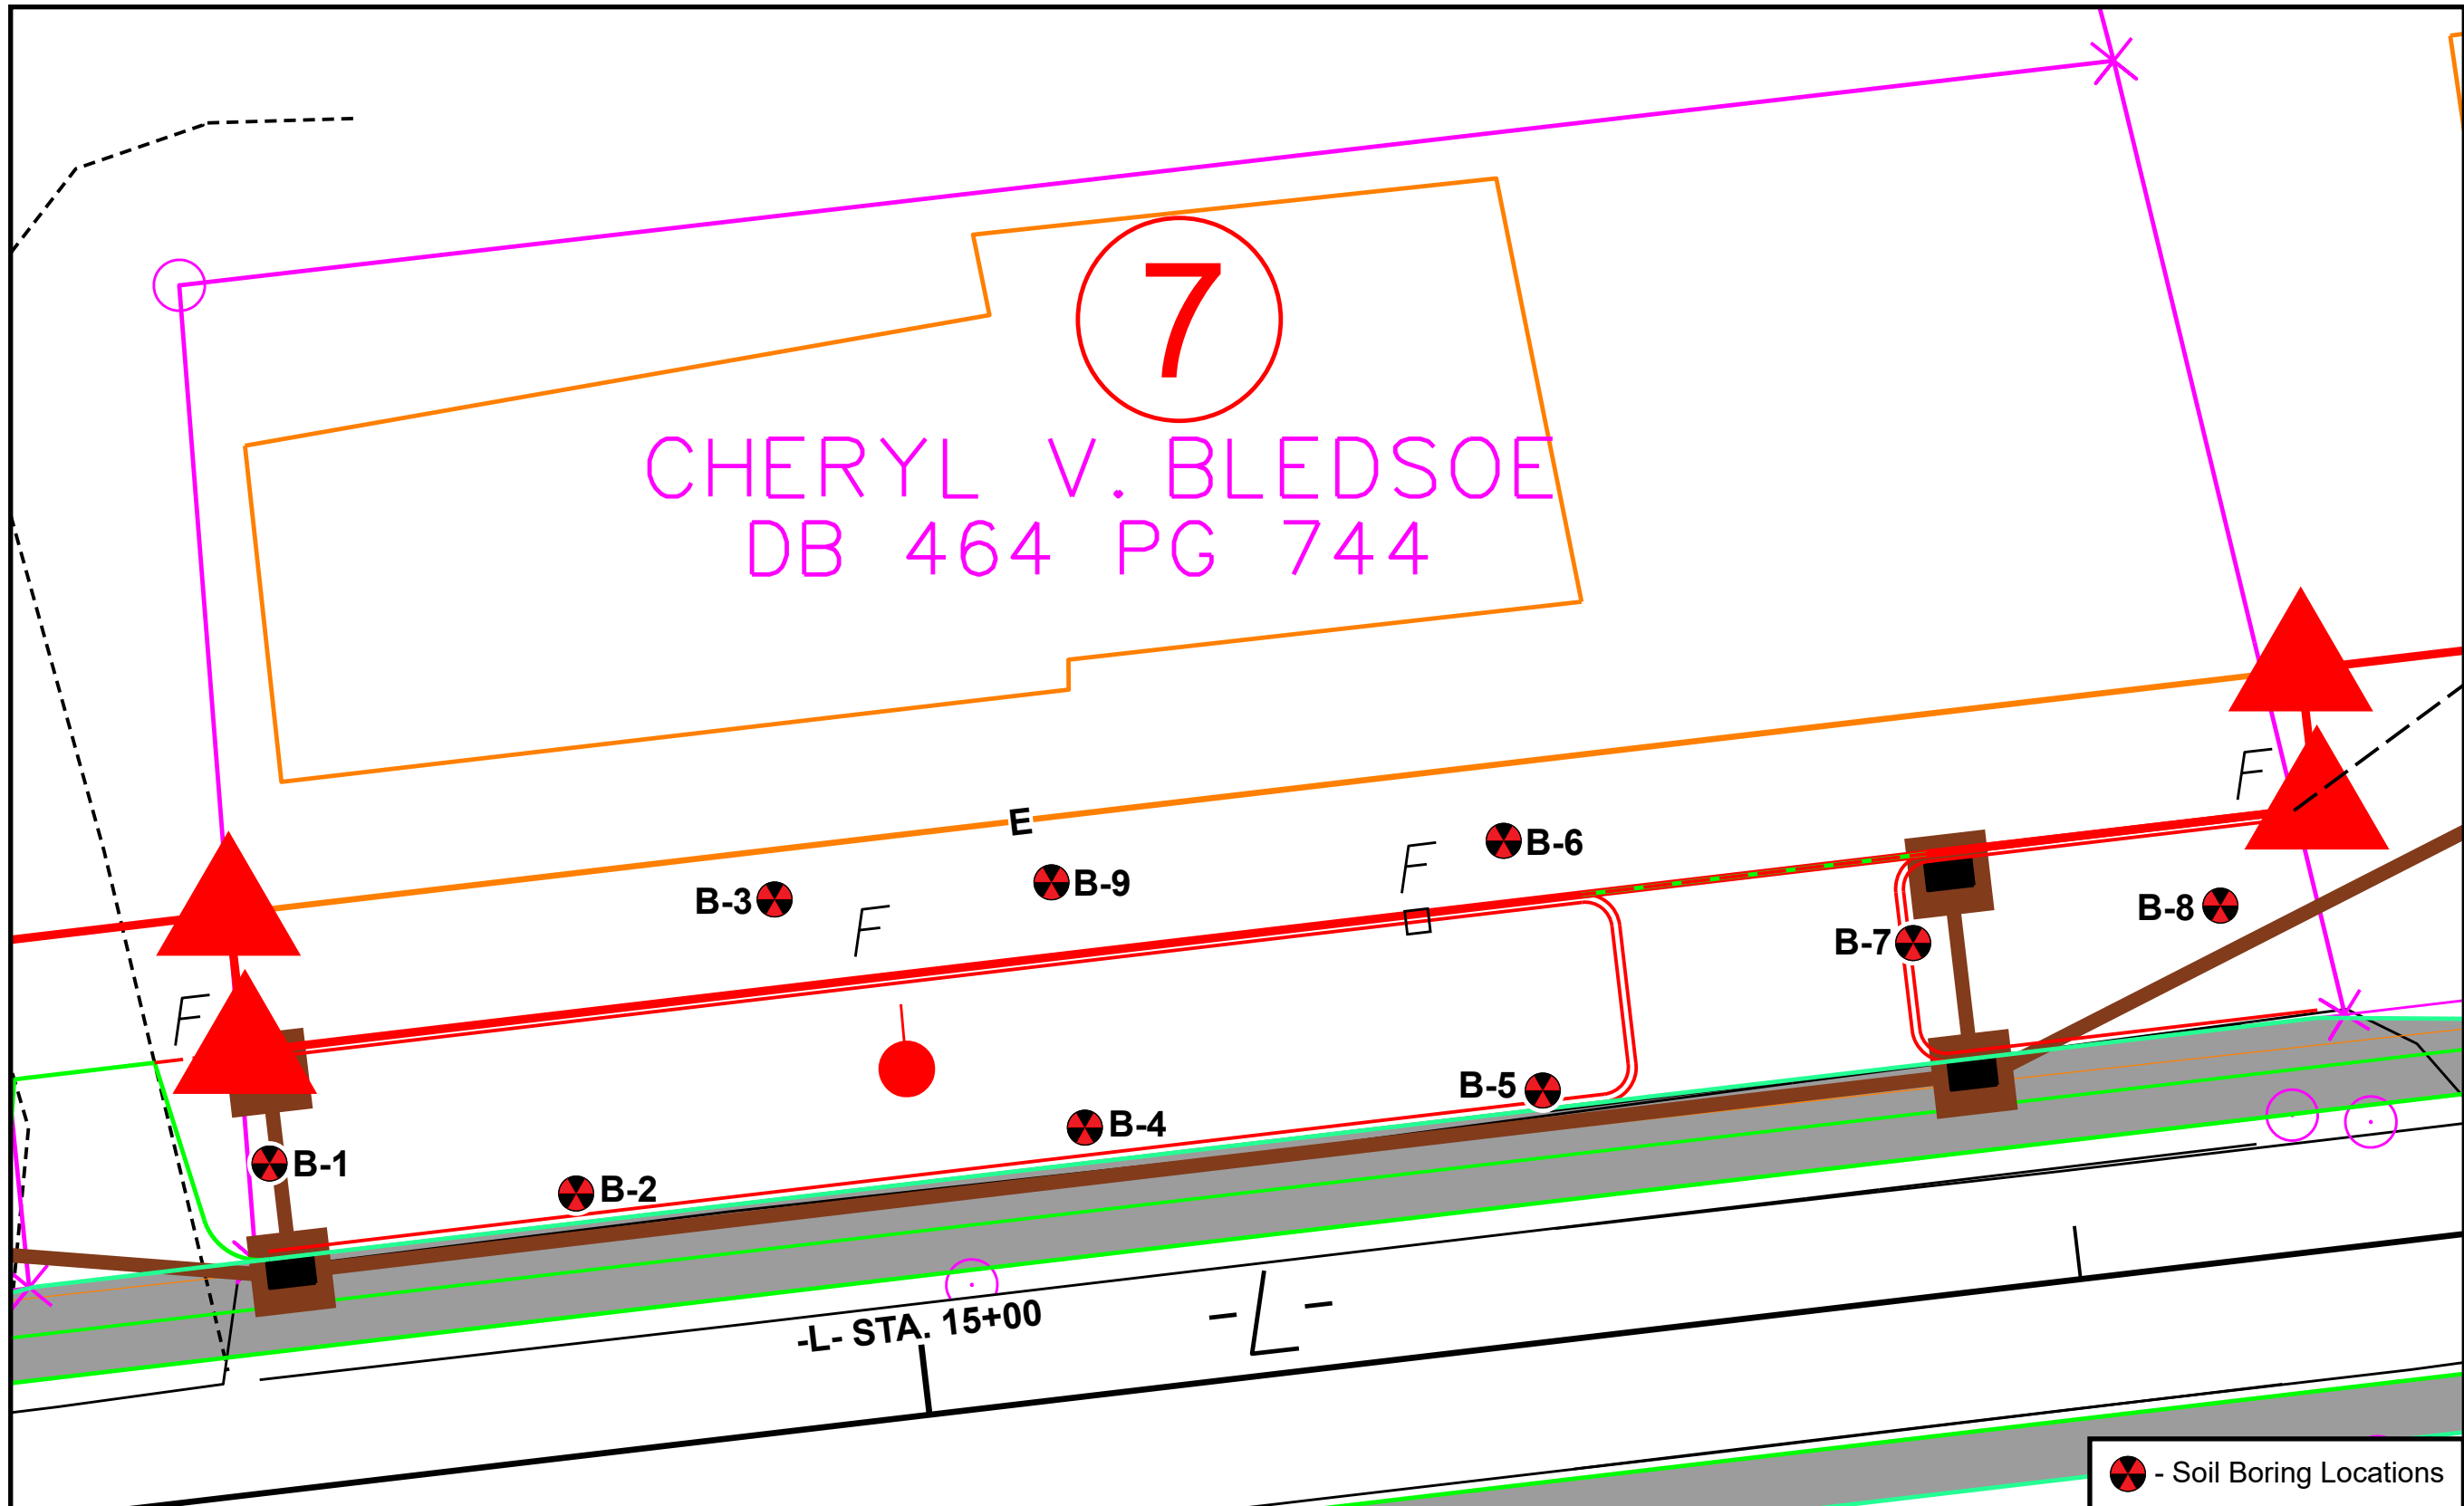 7
CHERYL V. BLEDSOE
DB 464 PG 744
E
F
B-6
F
B-3
B-9
F
B-8
B-7
F
B-5
B-4
B-1
B-2
-L- STA. 15+00
-L-
- Soil Boring Locations